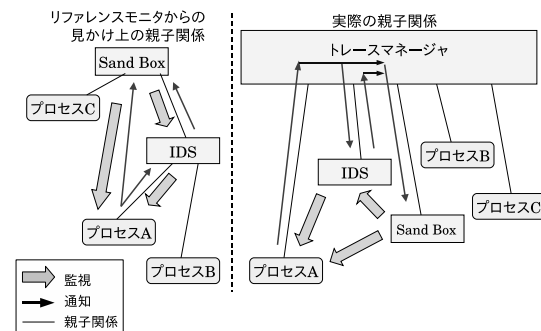 リファレンスモニタからの
見かけ上の親子関係
Sand Box
プロセスC
IDS
プロセスA
プロセスB
監視
通知
親子関係
実際の親子関係
トレースマネージャ
プロセスB
IDS
プロセスC
Sand Box
プロセスA